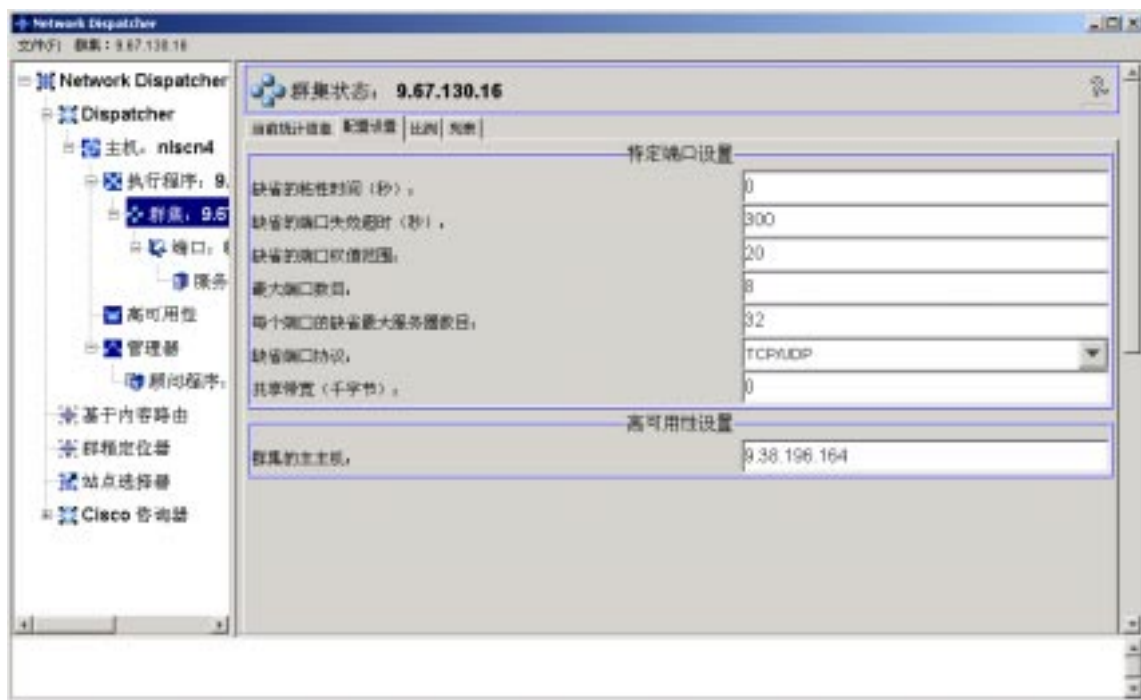 Network Dispatcher
文件(F) 群集：9.67.130.16
Network Dispatcher
Dispatcher
主机：nlscn4
执行程序：9.
群集：9.67
端口：
服务
高可用性
管理器
顾问程序：
基于内容路由
邮箱定位器
站点选择器
Cisco 咨询器
群集状态：9.67.130.16
当前统计信息 配置设置 比例 列表
特定端口设置
缺省的粘性时间（秒）： 0
缺省的端口失效超时（秒）： 300
缺省的端口权值范围： 20
最大端口数目： 8
每个端口的缺省最大服务器数目： 32
缺省端口协议： TCP/UDP
共享带宽（千字节）： 0
高可用性设置
群集的主主机： 9.38.196.164